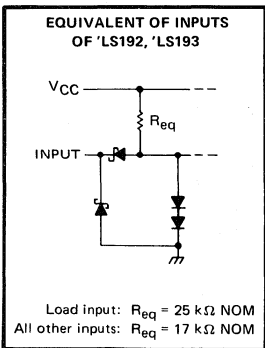 EQUIVALENT OF INPUTS
OF 'LS192, 'LS193
VCC
Req
INPUT
Load input: Req = 25 kΩ NOM
All other inputs: Req = 17 kΩ NOM